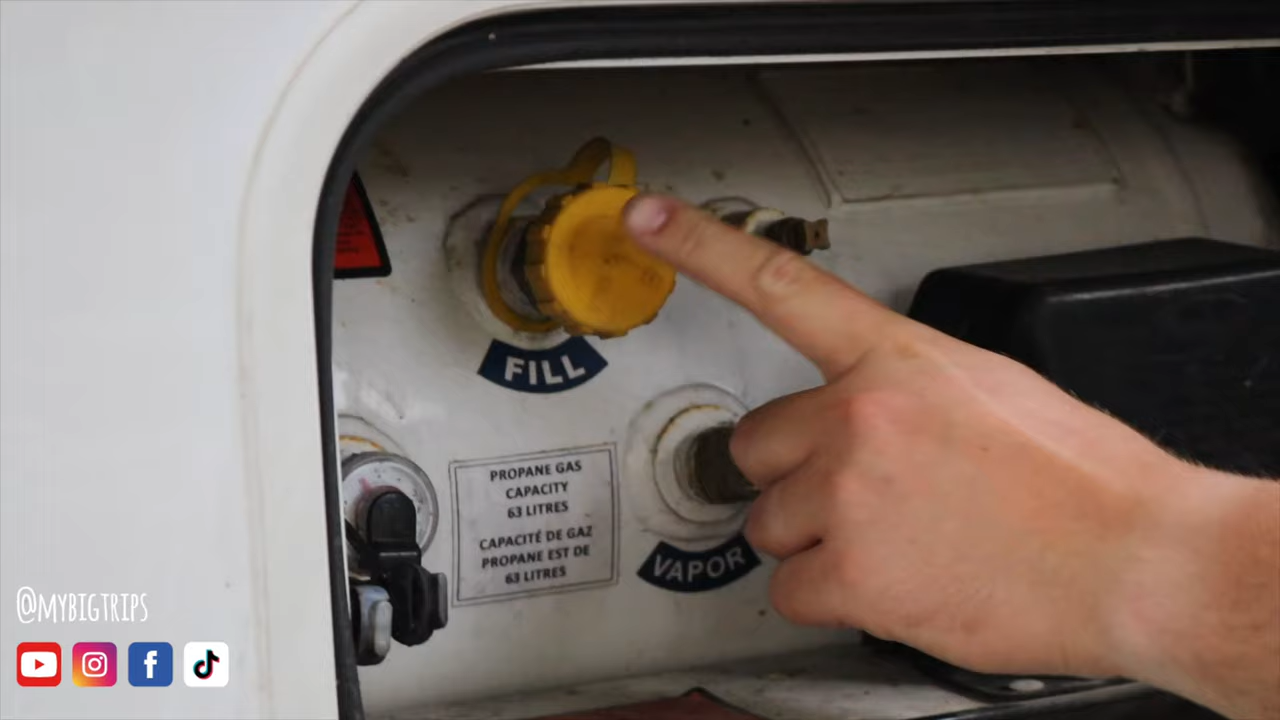 FILL
PROPANE GAS
CAPACITY
63 LITRES
CAPACITÉ DE GAZ
PROPANE EST DE
63 LITRES
VAPOR
@MYBIGTRIPS